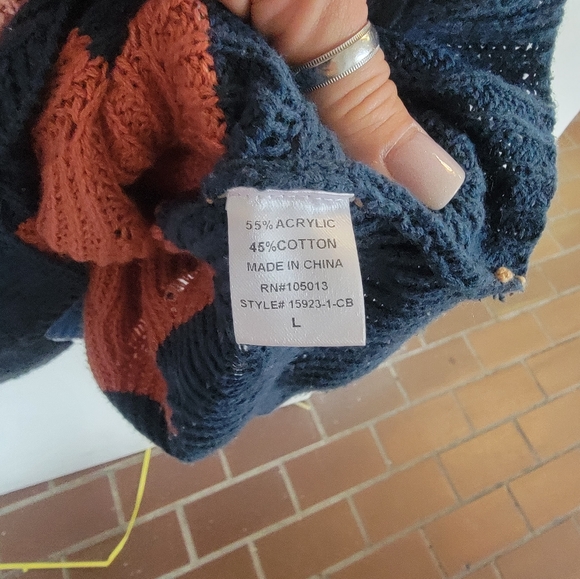 55% ACRYLIC
45%COTTON
MADE IN CHINA
RN#105013
STYLE# 15923-1-CB
L